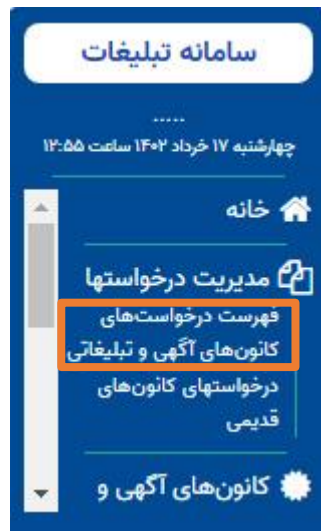 سامانه تبلیغات
.....
چهارشنبه ۱۷ خرداد ۱۴۰۲ ساعت ۱۲:۵۵
خانه
مدیریت درخواستها
فهرست درخواست‌های
کانون‌های آگهی و تبلیغاتی
درخواستهای کانون‌های
قدیمی
کانون‌های آگهی و